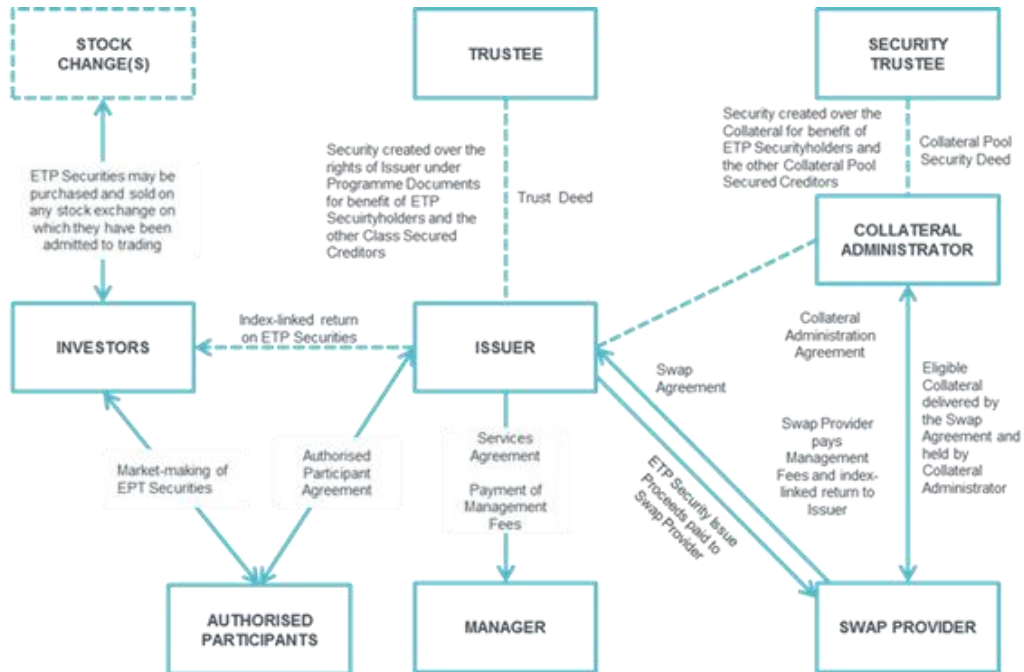 STOCK
CHANGE(S)
TRUSTEE
SECURITY
TRUSTEE
ETP Securities may be
purchased and sold on
any stock exchange on
which they have been
admitted to trading
Security created over the
rights of Issuer under
Programme Documents
for benefit of ETP
Secuirtyholders and the
other Class Secured
Creditors
Trust Deed
Security created over the
Collateral for benefit of
ETP Securityholders and
the other Collateral Pool
Secured Creditors
Collateral Pool
Security Deed
COLLATERAL
ADMINISTRATOR
INVESTORS
Index-linked return
on ETP Securities
ISSUER
Swap
Agreement
Collateral
Administration
Agreement
Eligible
Collateral
delivered by
the Swap
Agreement and
held by
Collateral
Administrator
Market-making of
EPT Securities
Authorised
Participant
Agreement
Services
Agreement
Payment of
Management
Fees
ETP Security Issue
Proceeds paid to
Swap Provider
Swap Provider
pays
Management
Fees and index-
linked return to
Issuer
AUTHORISED
PARTICIPANTS
MANAGER
SWAP PROVIDER